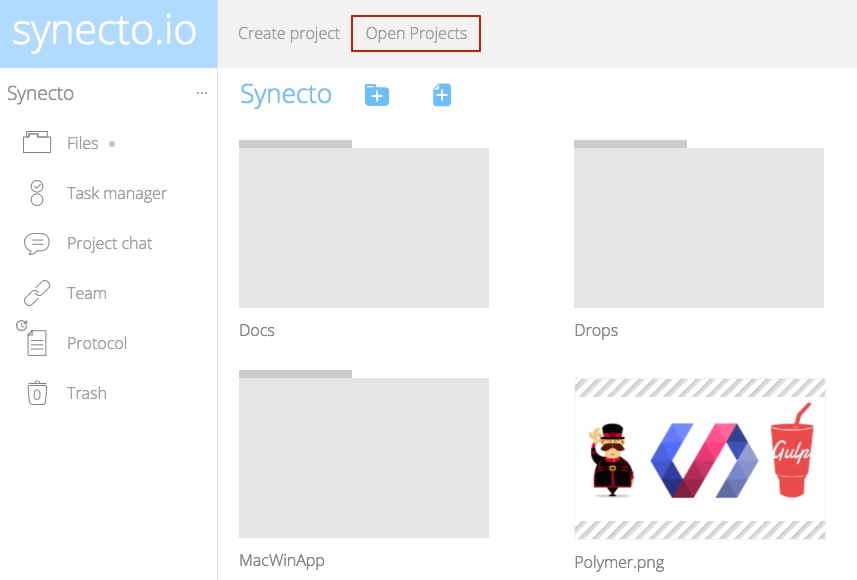 synecto.io
Create project
Open Projects
Synecto
...
Files
Task manager
Project chat
Team
Protocol
0
Trash
Synecto
Docs
Drops
Gulp
MacWinApp
Polymer.png